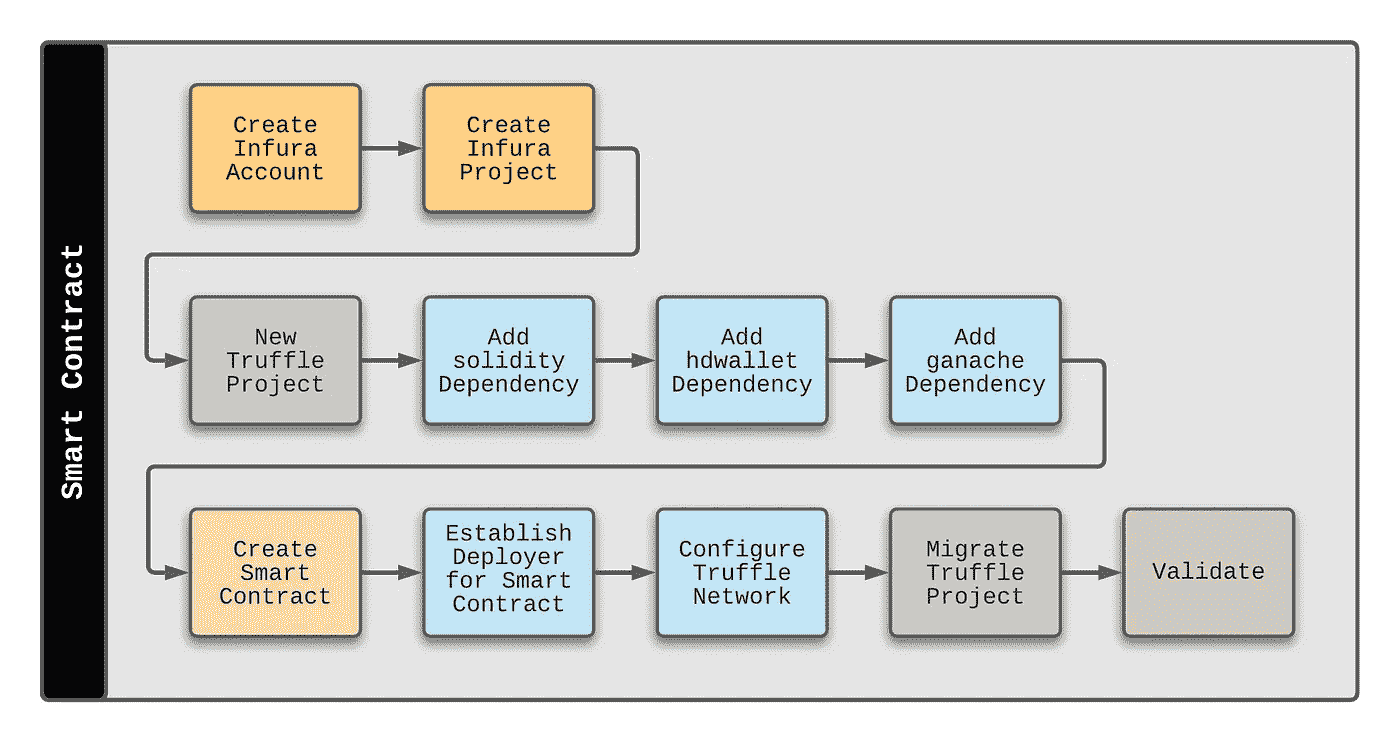 Smart Contract
Create
Infura
Account
Create
Infura
Project
New
Truffle
Project
Add
solidity
Dependency
Add
hdwallet
Dependency
Add
ganache
Dependency
Create
Smart
Contract
Establish
Deployer
for Smart
Contract
Configure
Truffle
Network
Migrate
Truffle
Project
Validate